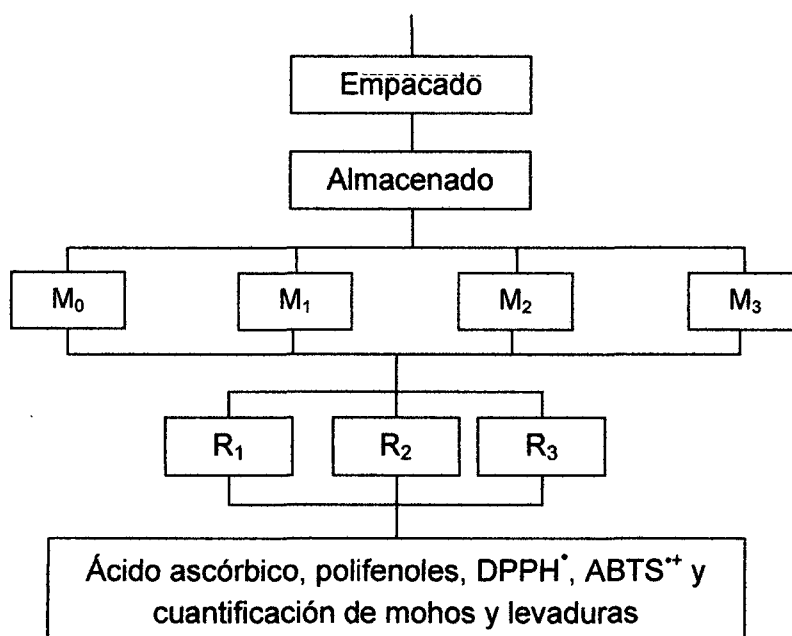 Empacado
Almacenado
M₀ M₁ M₂ M₃
R₁ R₂ R₃
Ácido ascórbico, polifenoles, DPPH•, ABTS•+ y
cuantificación de mohos y levaduras